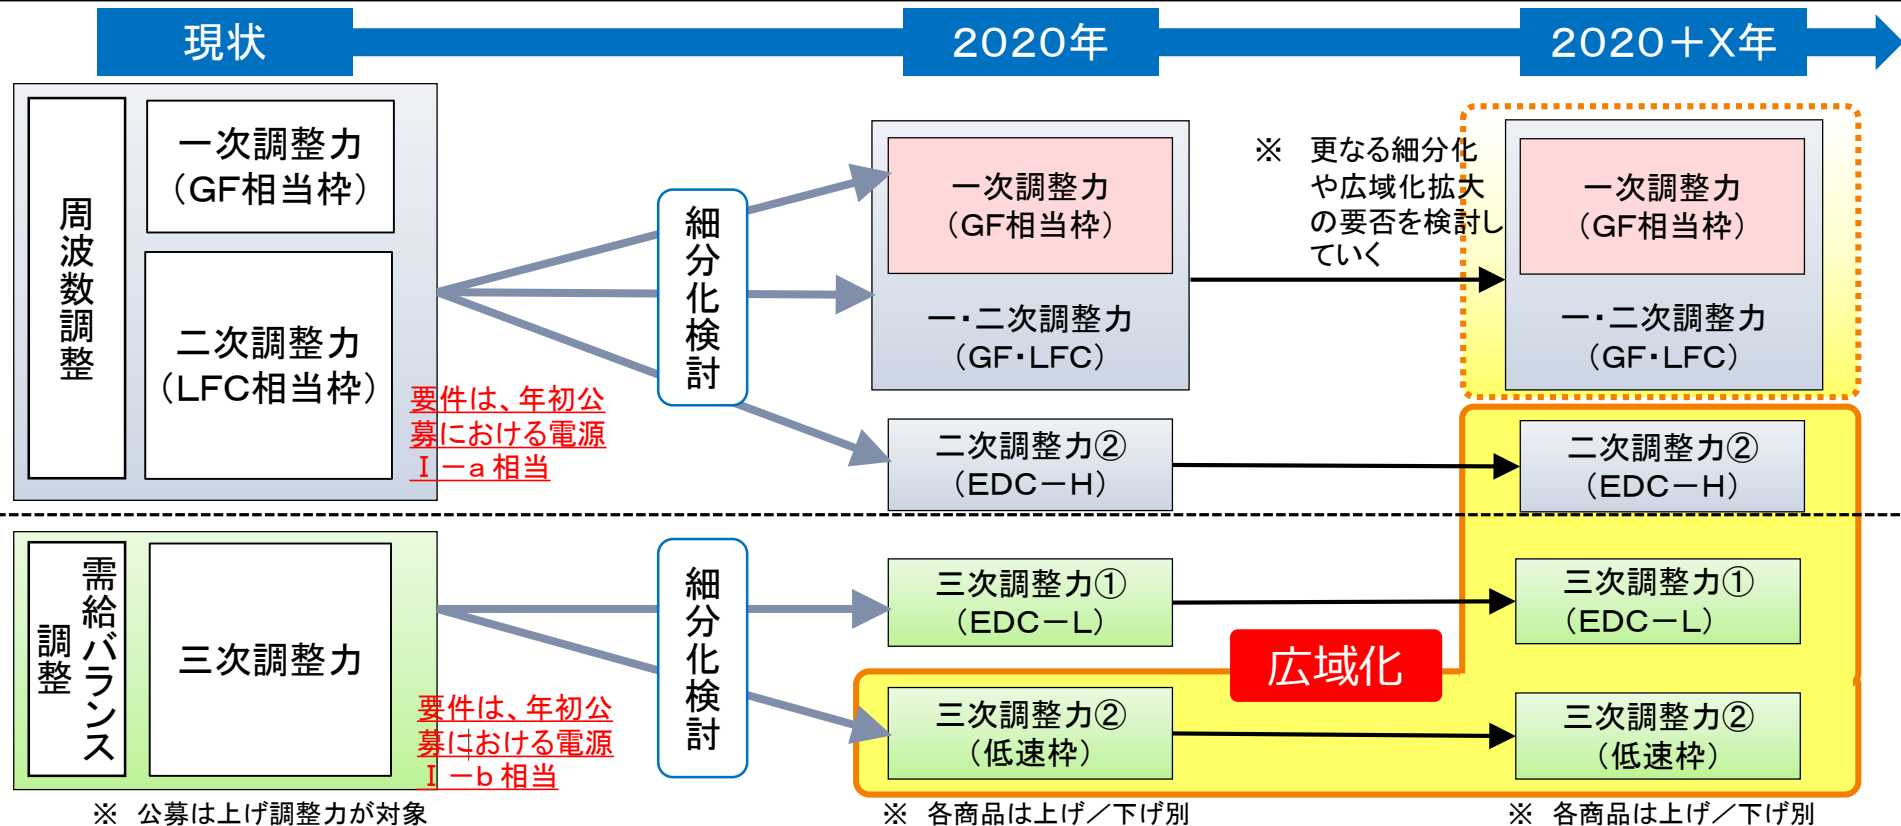 現状
2020年
2020+X年
周波数調整
一次調整力
(GF相当枠)
二次調整力
(LFC相当枠)
要件は、年初公
募における電源
Ⅰ－a 相当
細分化検討
一次調整力
(GF相当枠)
一・二次調整力
(GF・LFC)
二次調整力②
(EDC－H)
※ 更なる細分化
や広域化拡大
の要否を検討し
ていく
一次調整力
(GF相当枠)
一・二次調整力
(GF・LFC)
二次調整力②
(EDC－H)
需給バランス
調整
三次調整力
要件は、年初公
募における電源
Ⅰ－b 相当
細分化検討
三次調整力①
(EDC－L)
広域化
三次調整力②
(低速枠)
三次調整力①
(EDC－L)
三次調整力②
(低速枠)
※ 公募は上げ調整力が対象
※ 各商品は上げ／下げ別
※ 各商品は上げ／下げ別